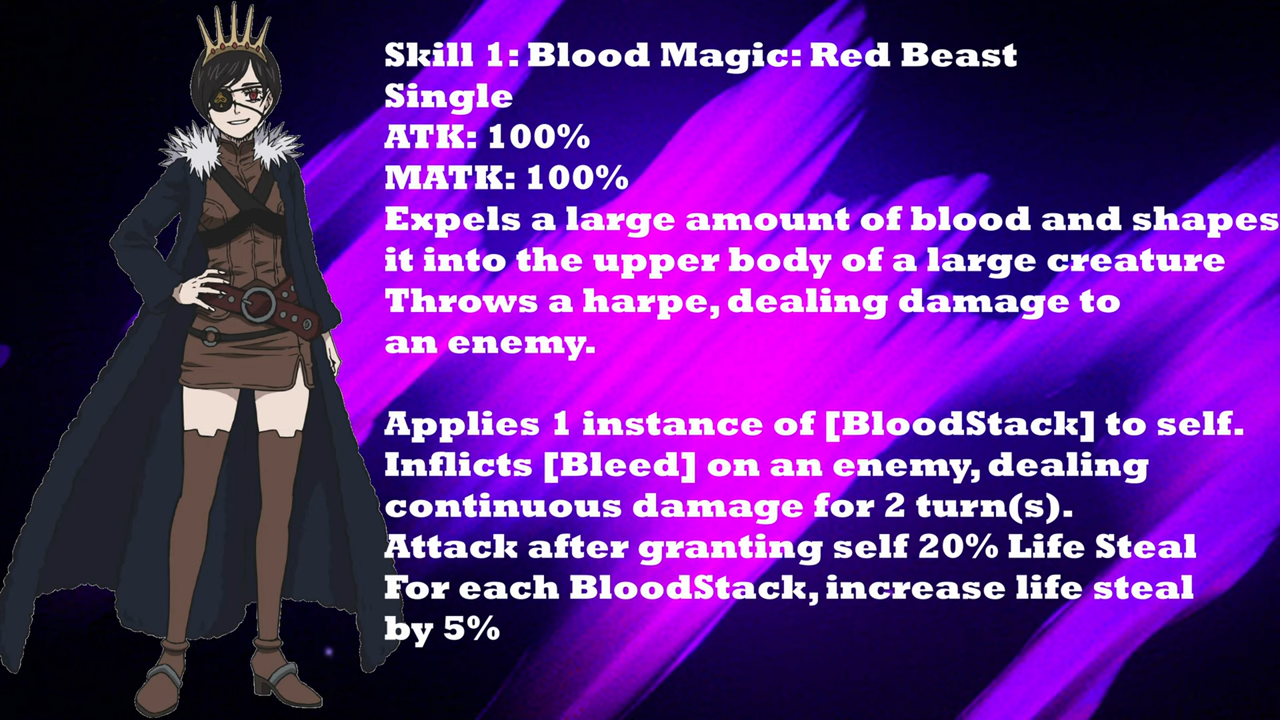 Skill 1: Blood Magic: Red Beast
Single
ATK: 100%
MATK: 100%
Expels a large amount of blood and shapes
it into the upper body of a large creature
Throws a harpe, dealing damage to
an enemy.
Applies 1 instance of [BloodStack] to self.
Inflicts [Bleed] on an enemy, dealing
continuous damage for 2 turn(s).
Attack after granting self 20% Life Steal
For each BloodStack, increase life steal
by 5%